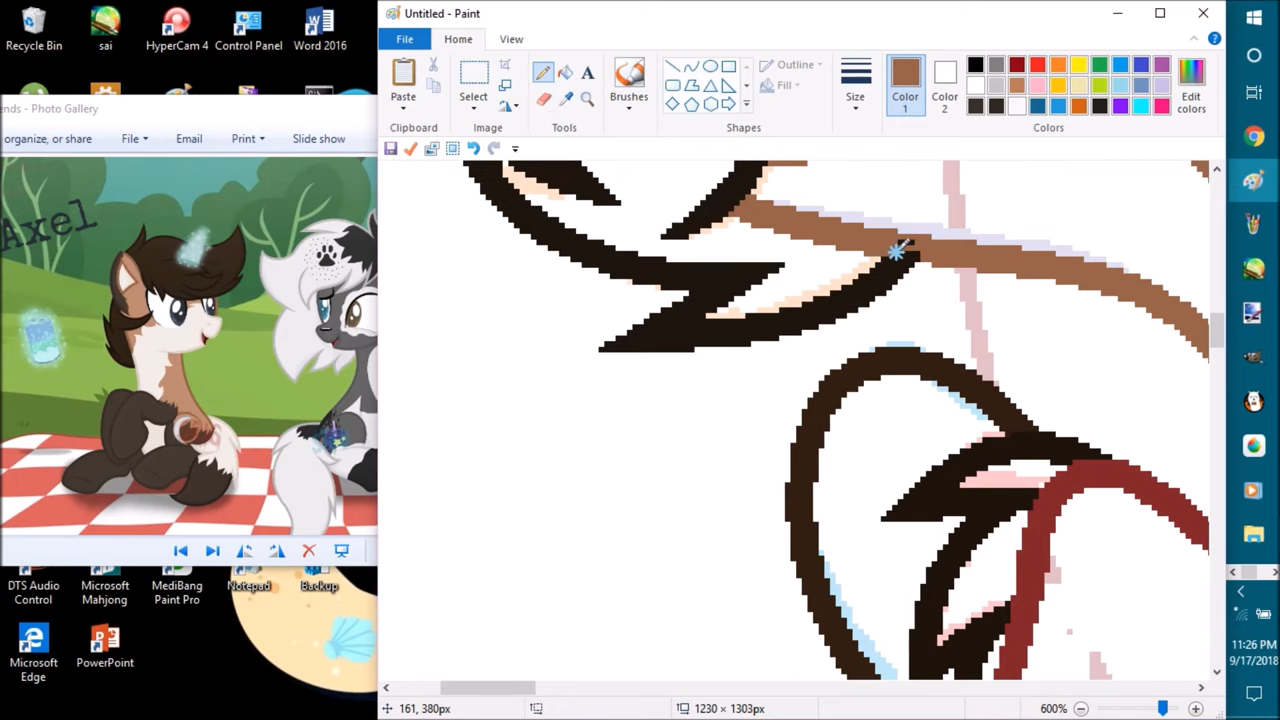 Recycle Bin
sai
HyperCam 4
Control Panel
Word 2016
ends - Photo Gallery
organize, or share
File
Email
Print
Slide show
Axel
DTS Audio Control
Microsoft Mahjong
MediBang Paint Pro
Notepad
Backup
Microsoft Edge
PowerPoint
Untitled - Paint
File
Home
View
Paste
Select
Brushes
Outline
Fill
Size
Color 1
Color 2
Edit colors
Clipboard
Image
Tools
Shapes
Colors
161, 380px
1230 × 1303px
600%
11:26 PM
9/17/2018